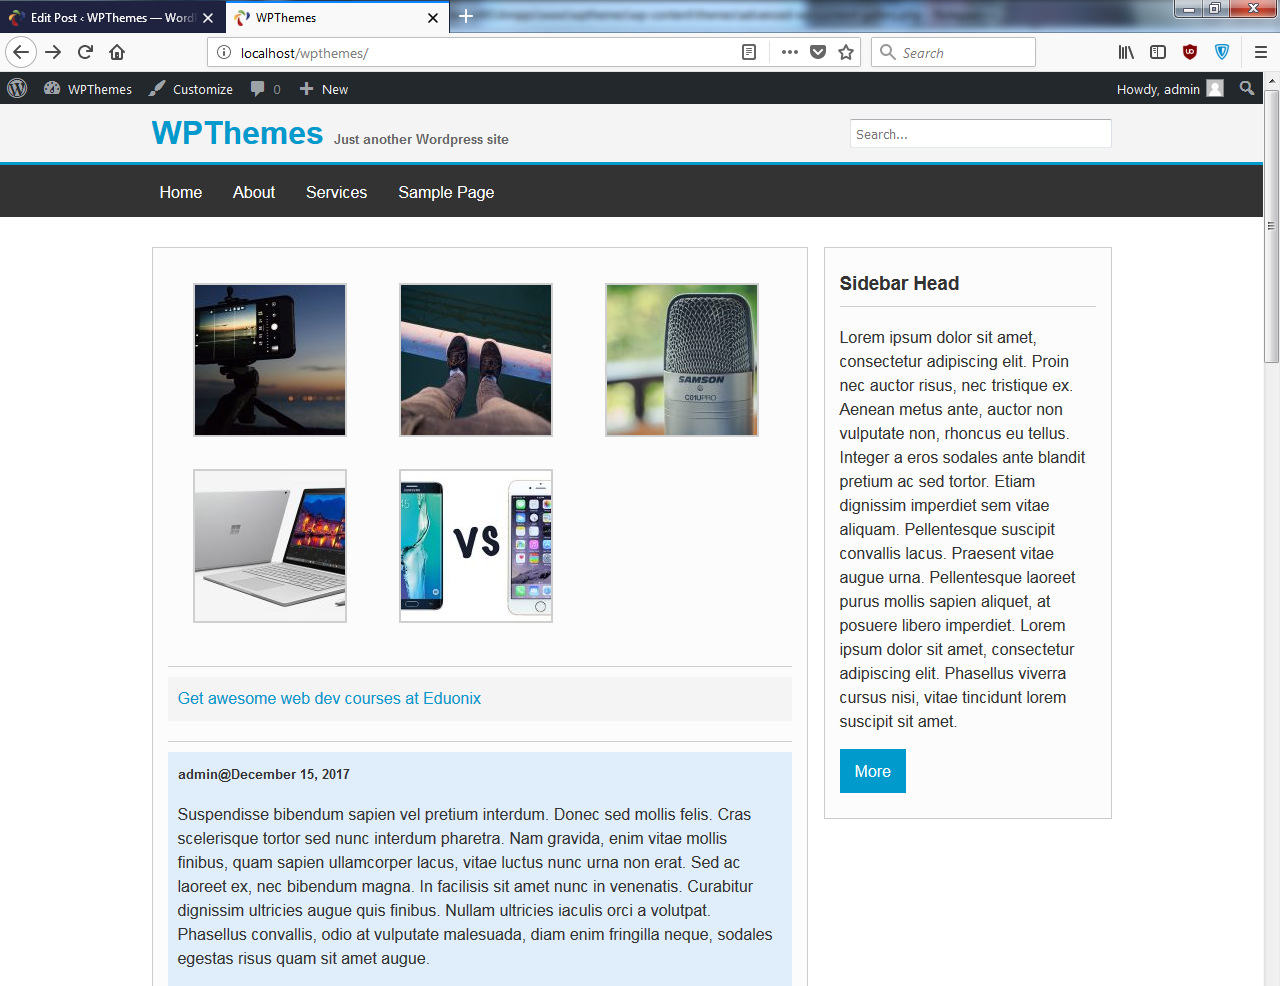 Edit Post ‹ WPThemes — Word
WPThemes
localhost/wpthemes/
Search
WPThemes
Customize
0
New
Howdy, admin
WPThemes Just another Wordpress site
Search...
Home About Services Sample Page
SAMSON
C01U PRO
VS
Get awesome web dev courses at Eduonix
admin@December 15, 2017
Suspendisse bibendum sapien vel pretium interdum. Donec sed mollis felis. Cras
scelerisque tortor sed nunc interdum pharetra. Nam gravida, enim vitae mollis
finibus, quam sapien ullamcorper lacus, vitae luctus nunc urna non erat. Sed ac
laoreet ex, nec bibendum magna. In facilisis sit amet nunc in venenatis. Curabitur
dignissim ultricies augue quis finibus. Nullam ultricies iaculis orci a volutpat.
Phasellus convallis, odio at vulputate malesuada, diam enim fringilla neque, sodales
egestas risus quam sit amet augue.
Sidebar Head
Lorem ipsum dolor sit amet,
consectetur adipiscing elit. Proin
nec auctor risus, nec tristique ex.
Aenean metus ante, auctor non
vulputate non, rhoncus eu tellus.
Integer a eros sodales ante blandit
pretium ac sed tortor. Etiam
dignissim imperdiet sem vitae
aliquam. Pellentesque suscipit
convallis lacus. Praesent vitae
augue urna. Pellentesque laoreet
purus mollis sapien aliquet, at
posuere libero imperdiet. Lorem
ipsum dolor sit amet, consectetur
adipiscing elit. Phasellus viverra
cursus nisi, vitae tincidunt lorem
suscipit sit amet.
More